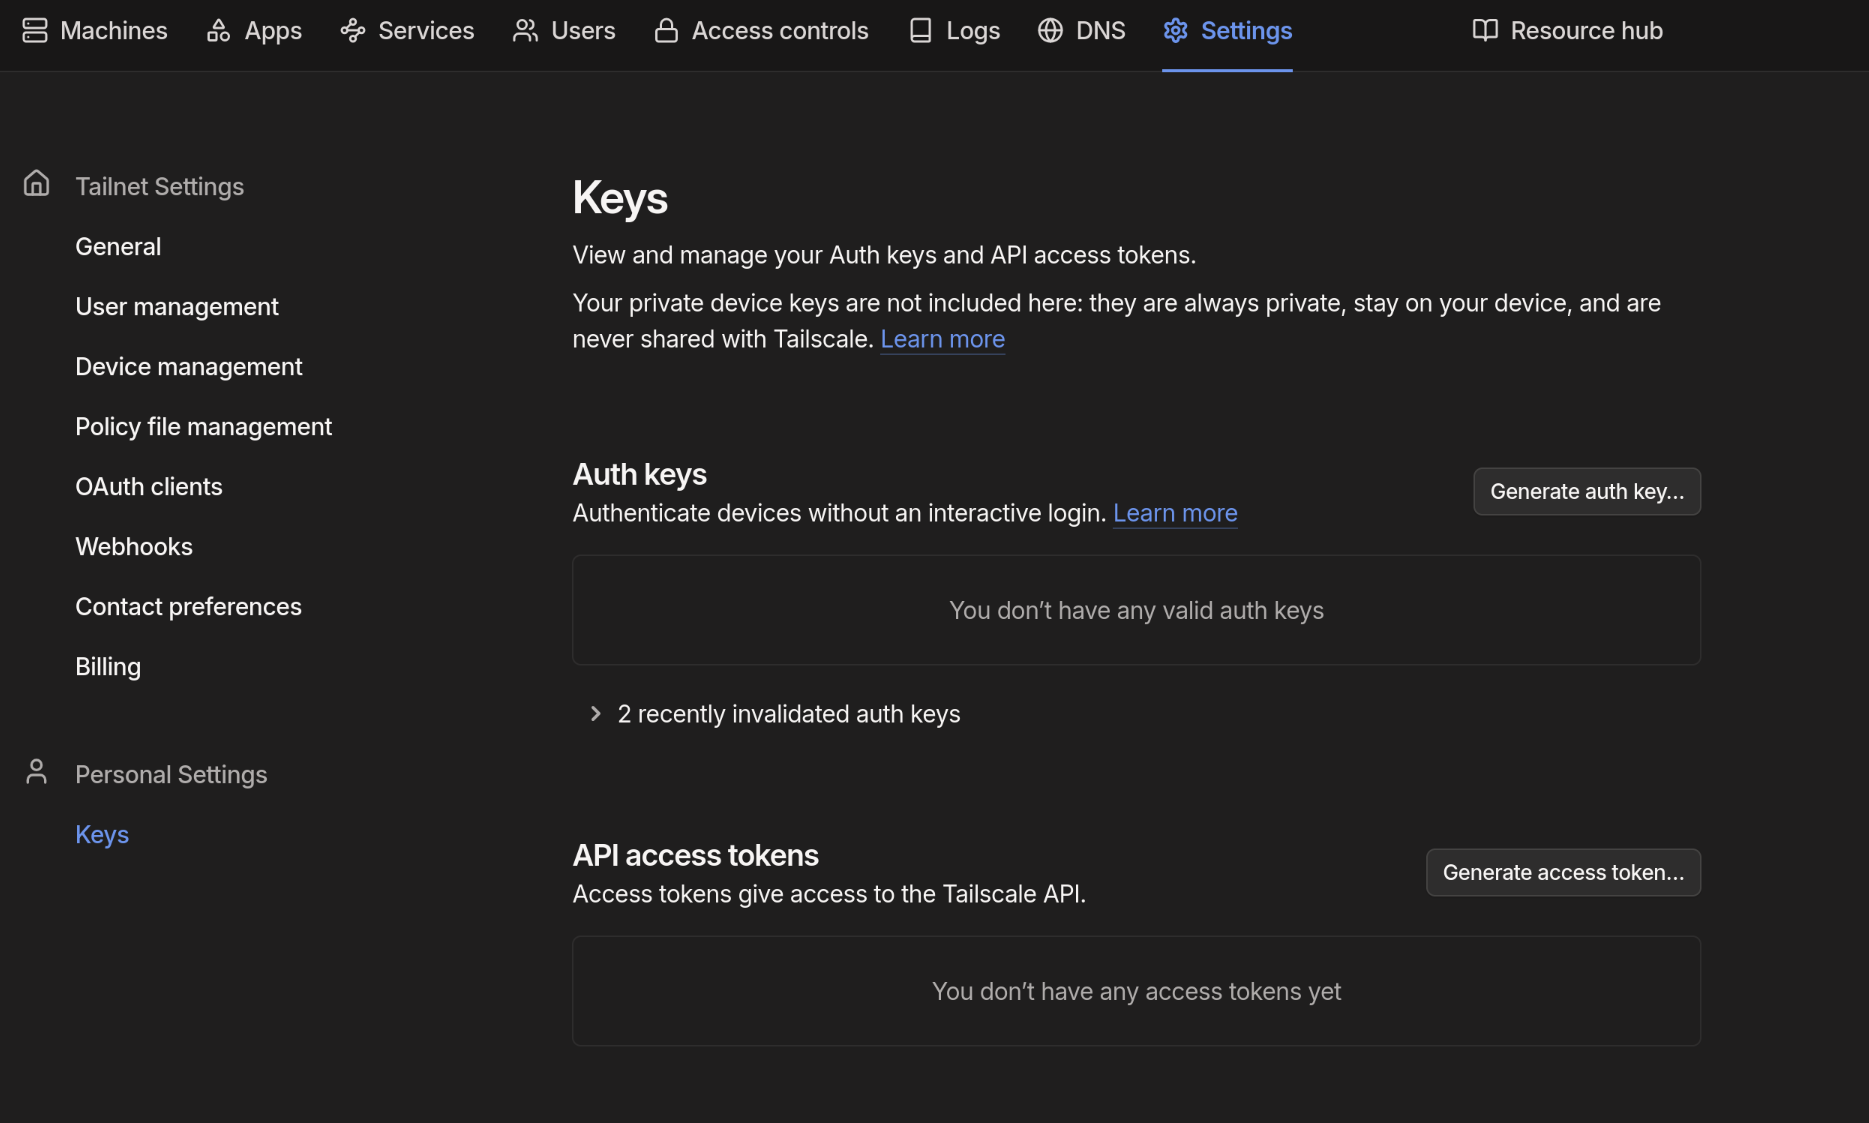 Machines Apps Services Users Access controls Logs DNS Settings Resource hub
Tailnet Settings
General
User management
Device management
Policy file management
OAuth clients
Webhooks
Contact preferences
Billing
Personal Settings
Keys
Keys
View and manage your Auth keys and API access tokens.
Your private device keys are not included here: they are always private, stay on your device, and are
never shared with Tailscale. Learn more
Auth keys
Generate auth key...
Authenticate devices without an interactive login. Learn more
You don’t have any valid auth keys
2 recently invalidated auth keys
API access tokens
Generate access token...
Access tokens give access to the Tailscale API.
You don’t have any access tokens yet